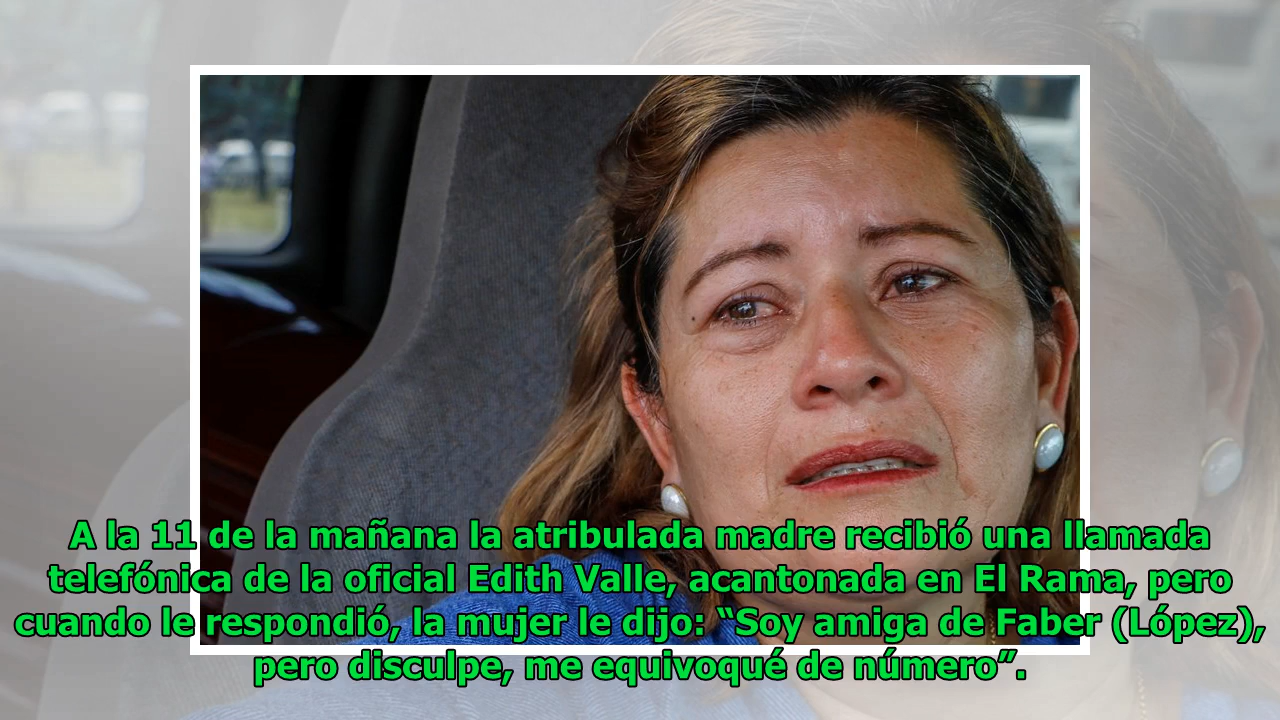 A la 11 de la mañana la atribulada madre recibió una llamada
telefónica de la oficial Edith Valle, acantonada en El Rama, pero
cuando le respondió, la mujer le dijo: “Soy amiga de Faber (López),
pero disculpe, me equivoqué de número”.